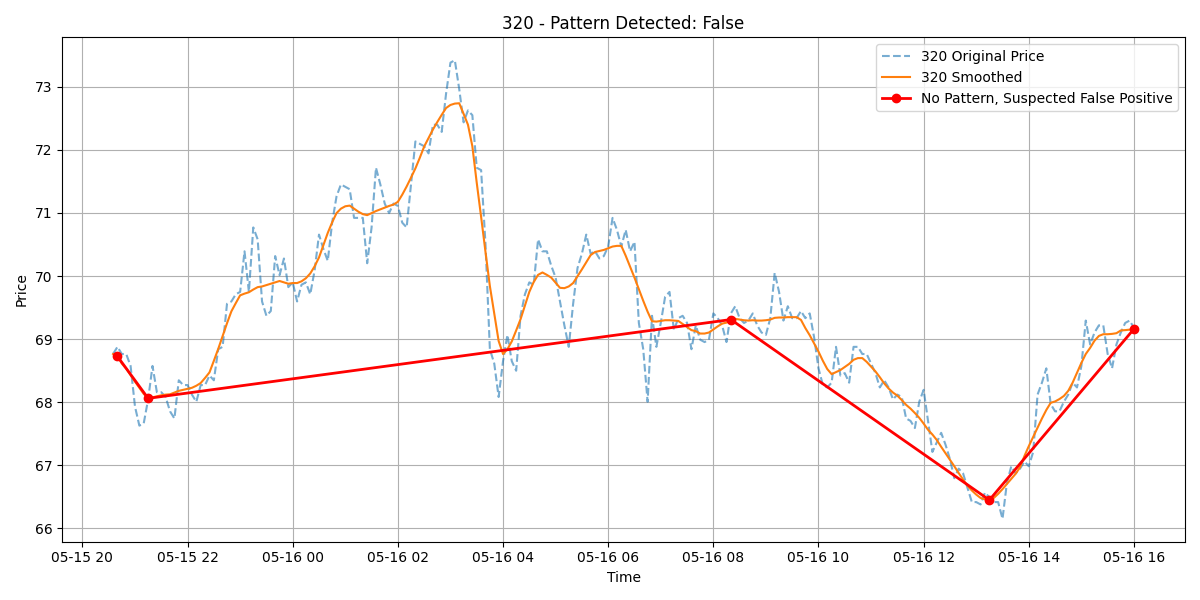 320 - Pattern Detected: False
320 Original Price
320 Smoothed
No Pattern, Suspected False Positive
Price
73
72
71
70
69
68
67
66
05-15 20 05-15 22 05-16 00 05-16 02 05-16 04 05-16 06 05-16 08 05-16 10 05-16 12 05-16 14 05-16 16
Time